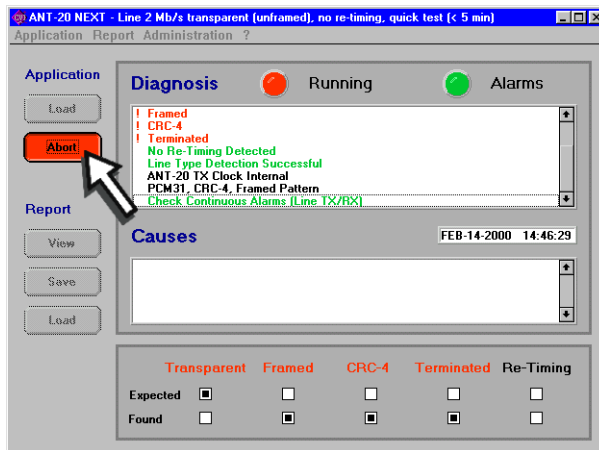 ANT-20 NEXT - Line 2 Mb/s transparent (unframed), no re-timing, quick test (< 5 min)
Application Report Administration ?
Application
Load
Abort
Report
View
Save
Load
Diagnosis Running Alarms
! Framed
! CRC-4
! Terminated
No Re-Timing Detected
Line Type Detection Successful
ANT-20 TX Clock Internal
PCM31, CRC-4, Framed Pattern
Check Continuous Alarms (Line TX/RX)
Causes FEB-14-2000 14:46:29
Transparent Framed CRC-4 Terminated Re-Timing
Expected
Found